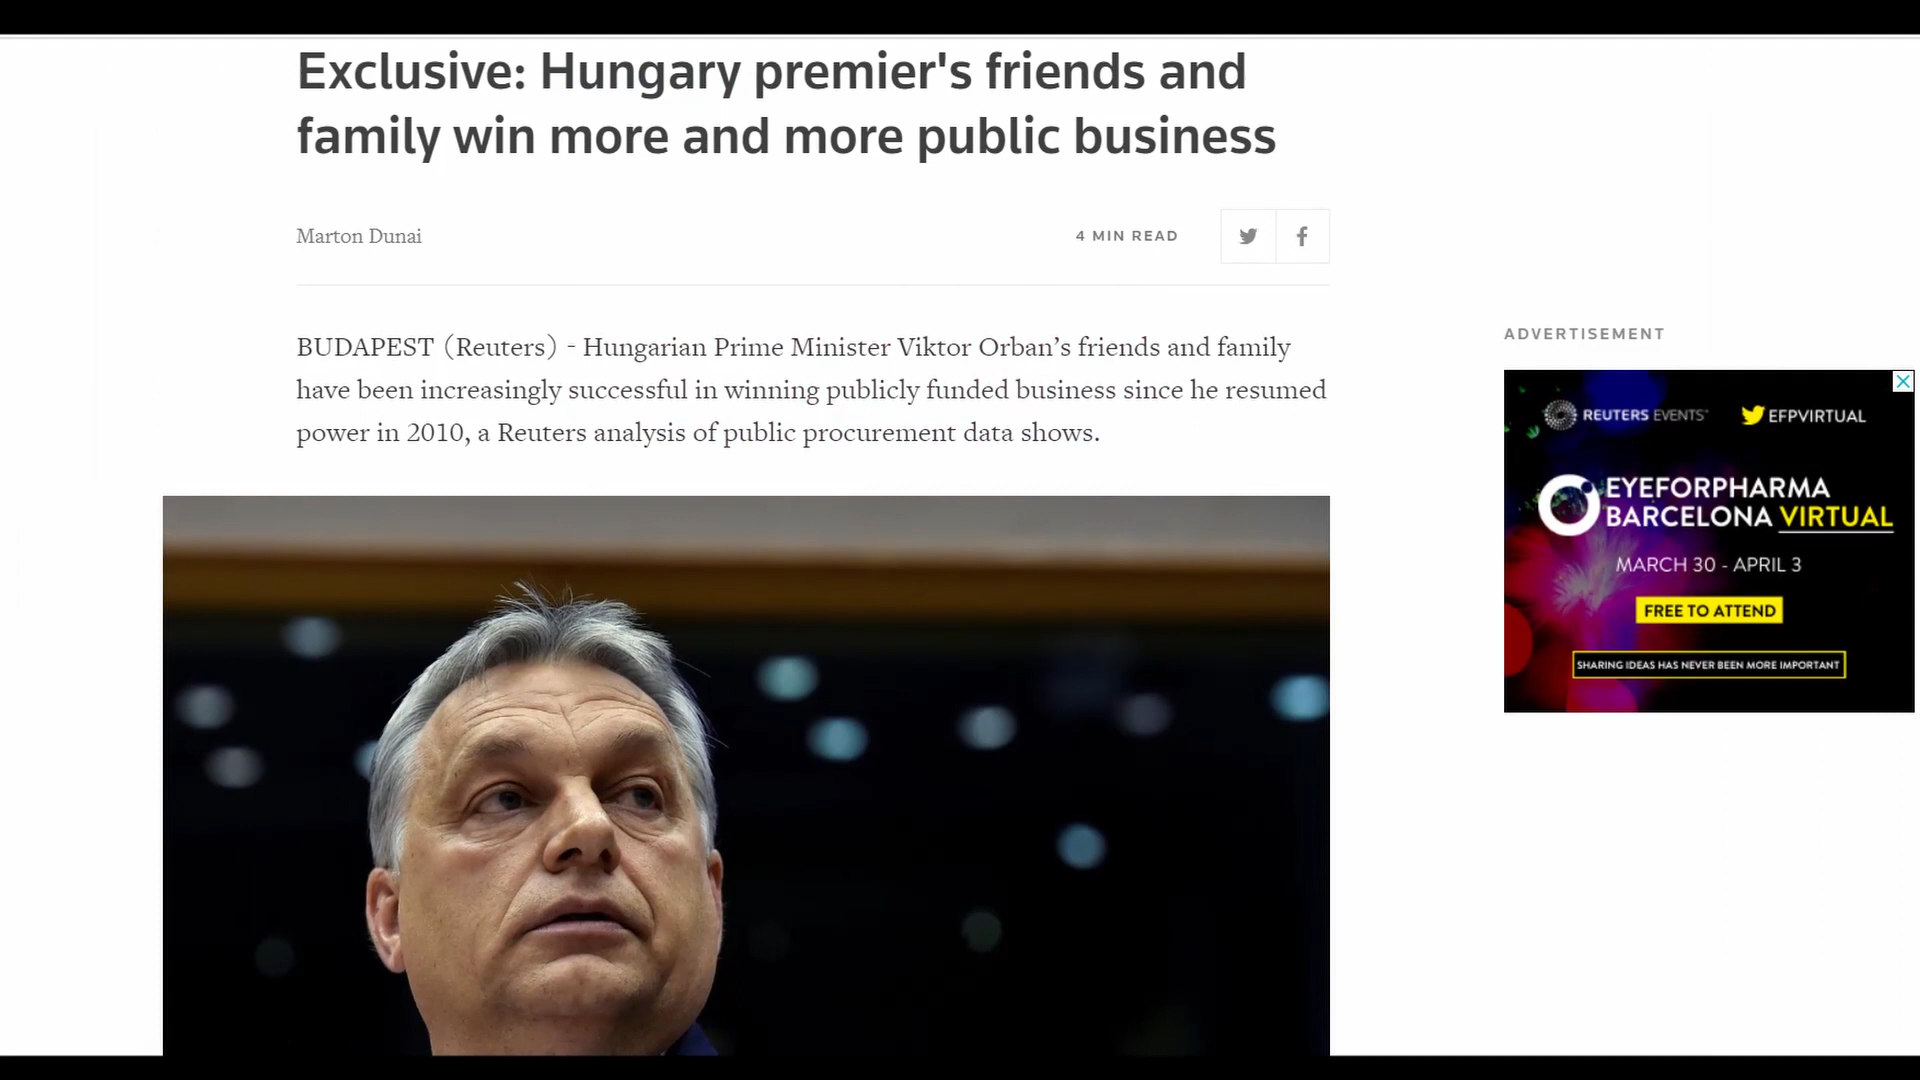 Exclusive: Hungary premier's friends and
family win more and more public business
Marton Dunai
4 MIN READ
BUDAPEST (Reuters) - Hungarian Prime Minister Viktor Orban’s friends and family
have been increasingly successful in winning publicly funded business since he resumed
power in 2010, a Reuters analysis of public procurement data shows.
ADVERTISEMENT
REUTERS EVENTS™
EFPVIRTUAL
EYEFORPHARMA
BARCELONA VIRTUAL
MARCH 30 - APRIL 3
FREE TO ATTEND
SHARING IDEAS HAS NEVER BEEN MORE IMPORTANT